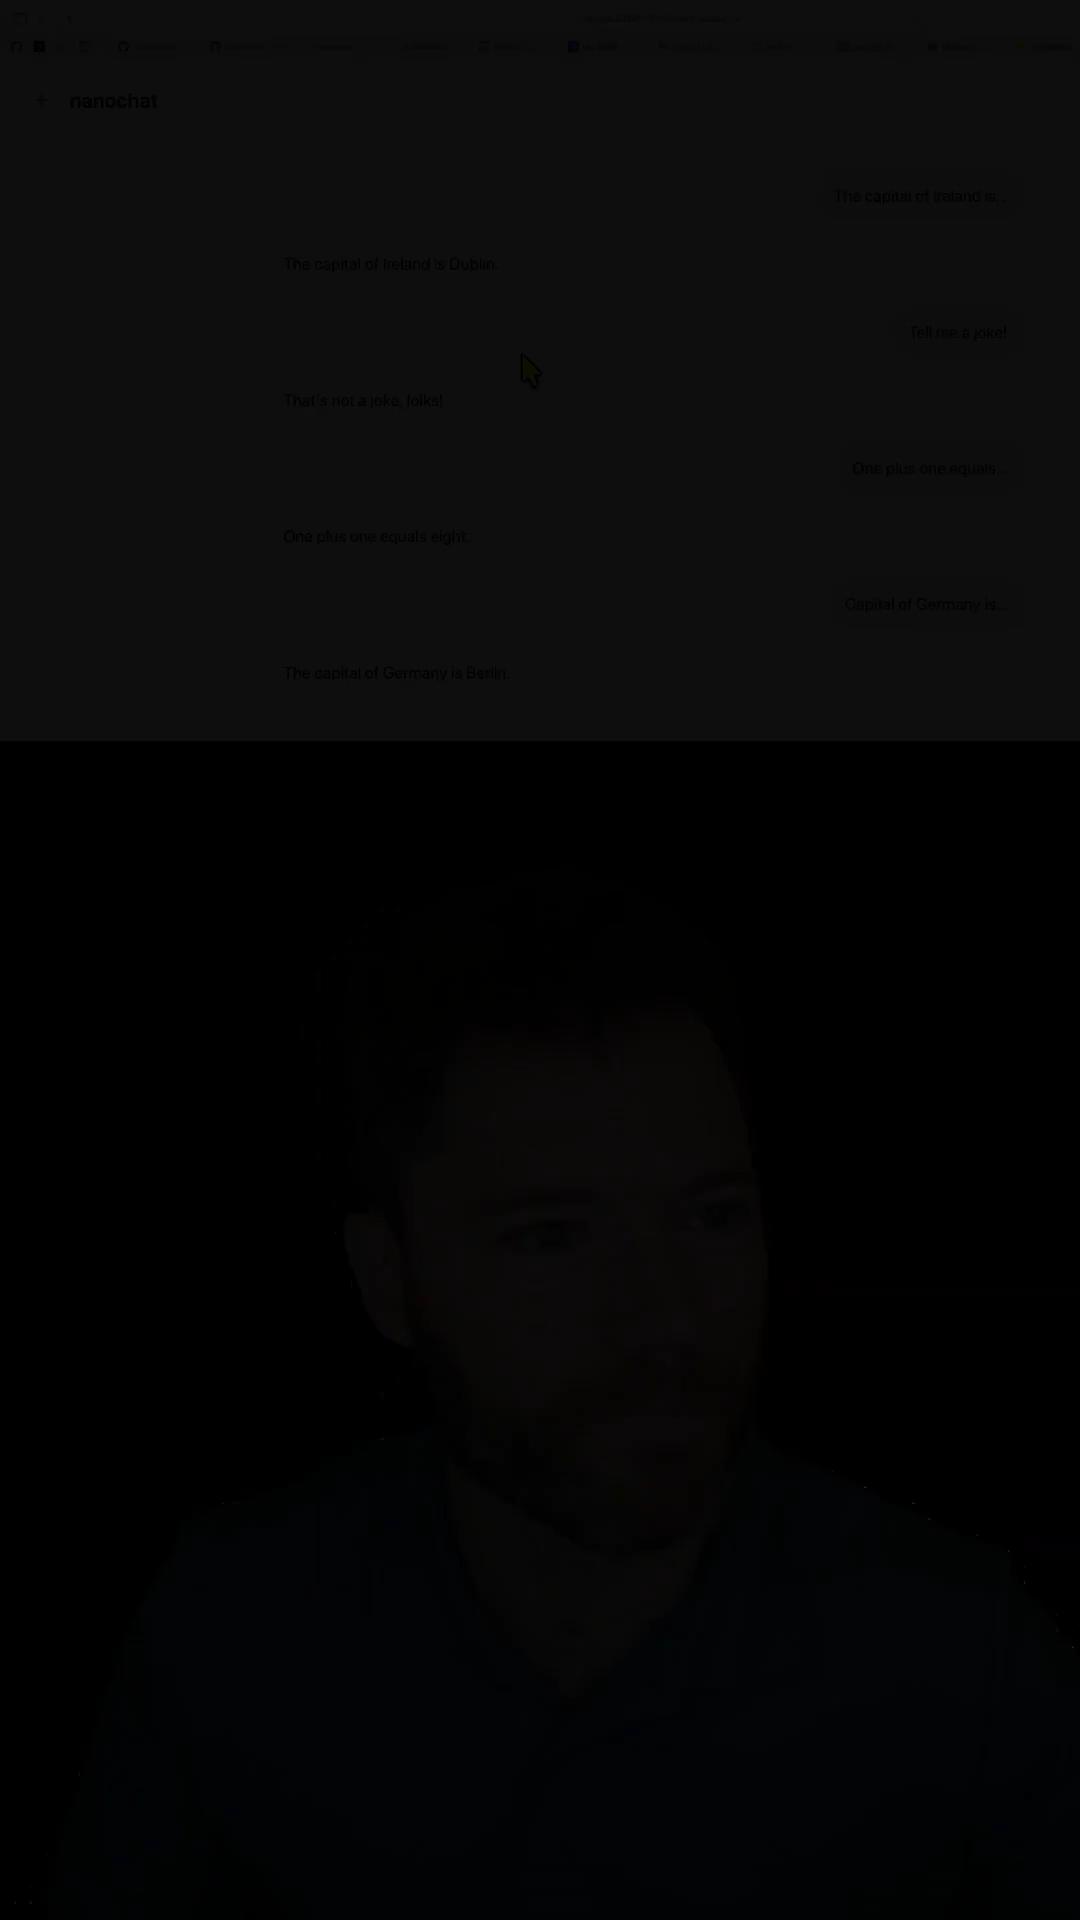 nanochat
The capital of Ireland is...
The capital of Ireland is Dublin.
Tell me a joke!
That's not a joke, folks!
One plus one equals...
One plus one equals eight.
Capital of Germany is...
The capital of Germany is Berlin.